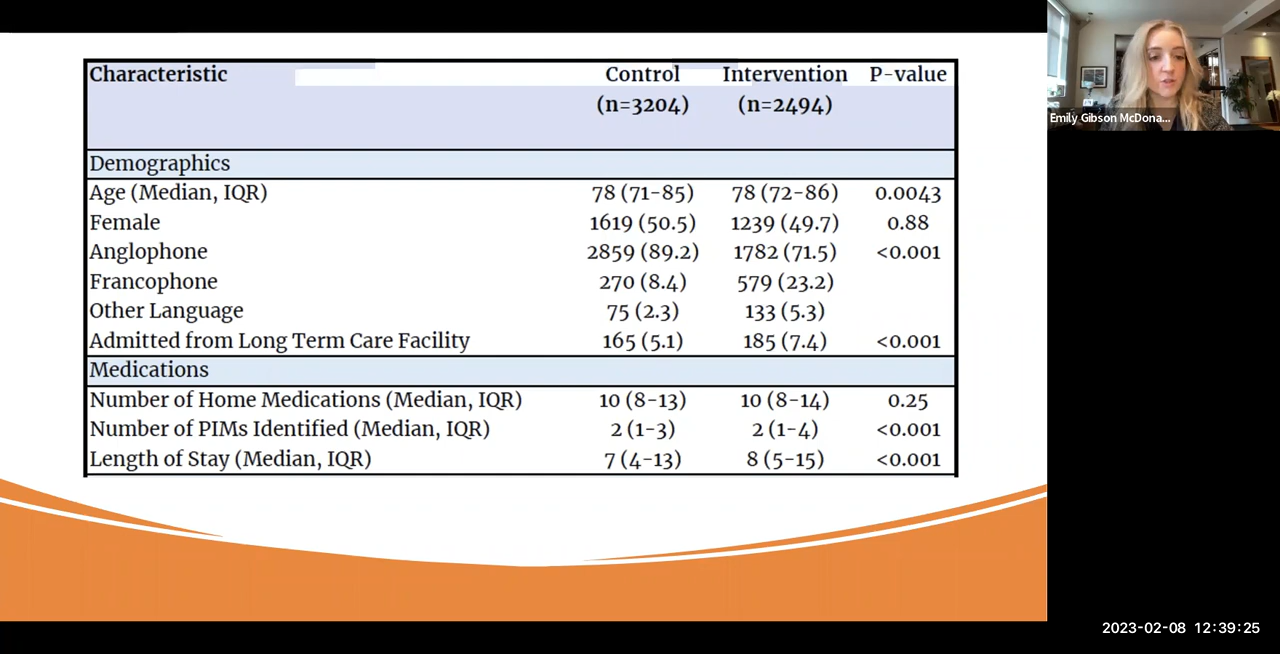 Characteristic Control Intervention P-value
(n=3204) (n=2494)
Demographics
Age (Median, IQR) 78 (71-85) 78 (72-86) 0.0043
Female 1619 (50.5) 1239 (49.7) 0.88
Anglophone 2859 (89.2) 1782 (71.5) <0.001
Francophone 270 (8.4) 579 (23.2)
Other Language 75 (2.3) 133 (5.3)
Admitted from Long Term Care Facility 165 (5.1) 185 (7.4) <0.001
Medications
Number of Home Medications (Median, IQR) 10 (8-13) 10 (8-14) 0.25
Number of PIMs Identified (Median, IQR) 2 (1-3) 2 (1-4) <0.001
Length of Stay (Median, IQR) 7 (4-13) 8 (5-15) <0.001
Emily Gibson McDona...
2023-02-08 12:39:25